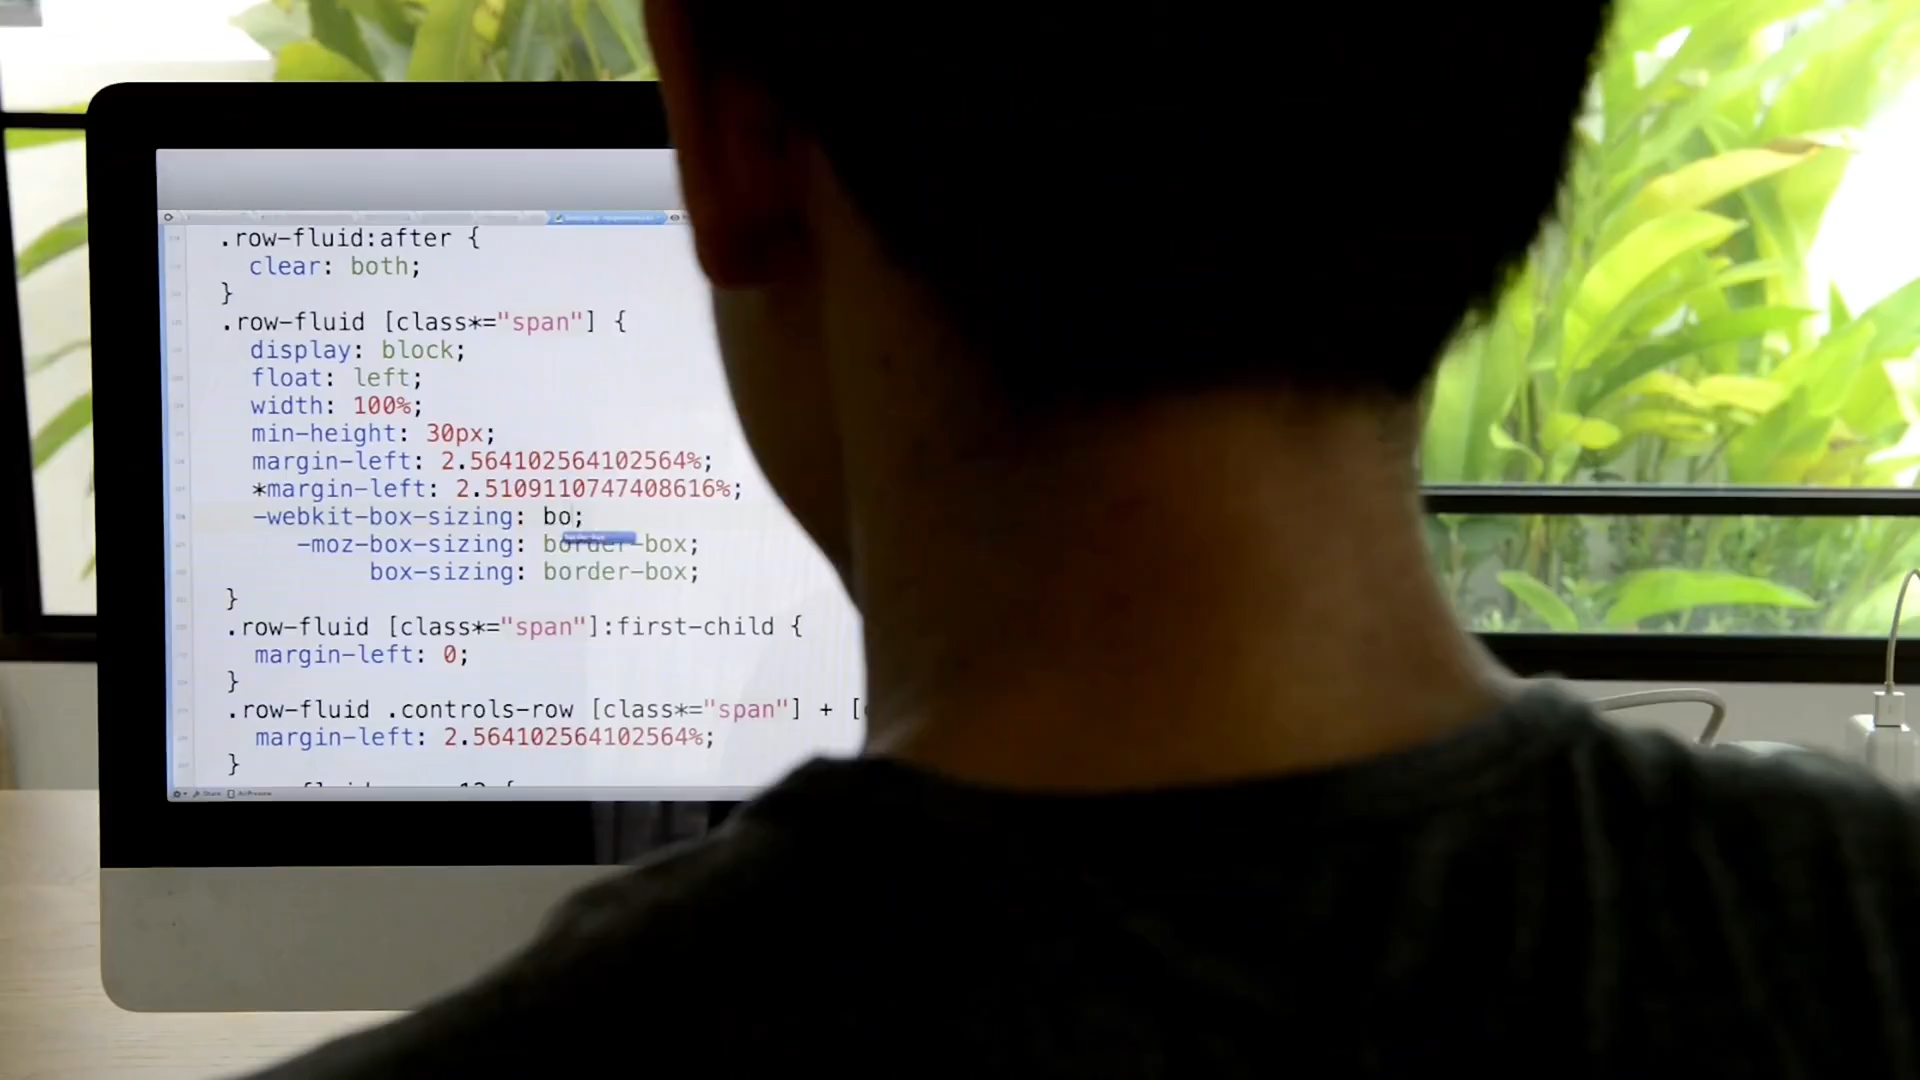 .row-fluid:after {
clear: both;
}
.row-fluid [class*="span"] {
display: block;
float: left;
width: 100%;
min-height: 30px;
margin-left: 2.564102564102564%;
*margin-left: 2.5109110747408616%;
-webkit-box-sizing: bo;
-moz-box-sizing: border-box;
box-sizing: border-box;
}
.row-fluid [class*="span"]:first-child {
margin-left: 0;
}
.row-fluid .controls-row [class*="span"] + [
margin-left: 2.564102564102564%;
}
Share